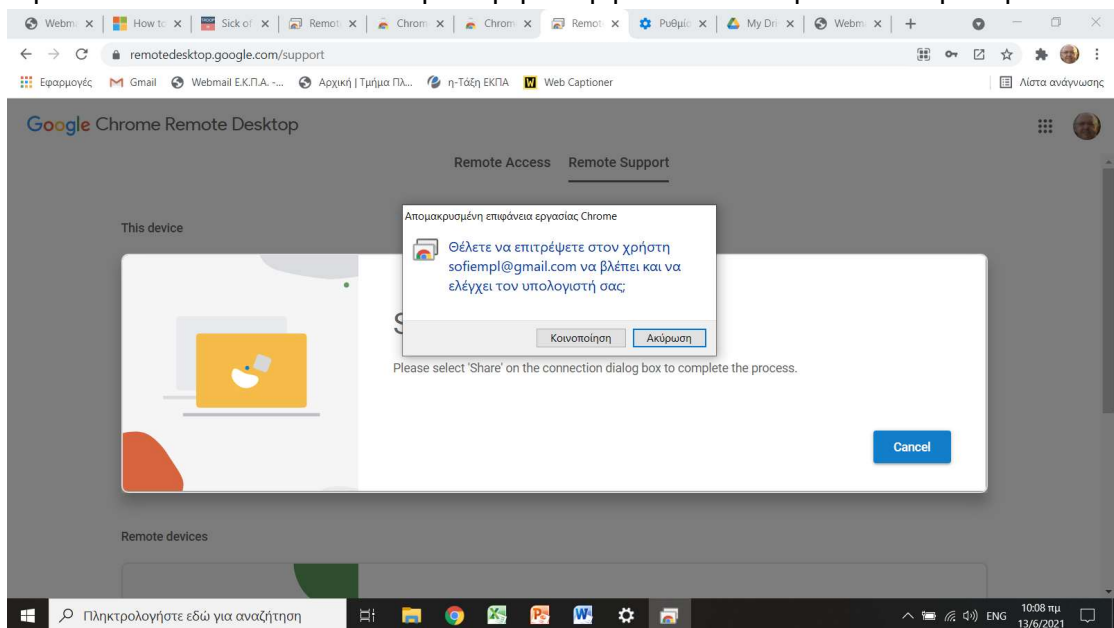 Webm
How to
Sick of
Remot
Chrom
Chrom
Remot
Ρυθμίσ
My Dri
Webm
remotedesktop.google.com/support
Εφαρμογές
Gmail
Webmail Ε.Κ.Π.Α. -...
Αρχική | Τμήμα Πλ...
η-Τάξη ΕΚΠΑ
Web Captioner
Λίστα ανάγνωσης
Google Chrome Remote Desktop
Remote Access Remote Support
This device
Απομακρυσμένη επιφάνεια εργασίας Chrome
Θέλετε να επιτρέψετε στον χρήστη
sofiempl@gmail.com να βλέπει και να
ελέγχει τον υπολογιστή σας;
Κοινοποίηση Ακύρωση
Please select 'Share' on the connection dialog box to complete the process.
Cancel
Remote devices
Πληκτρολογήστε εδώ για αναζήτηση
ENG
10:08 πμ
13/6/2021